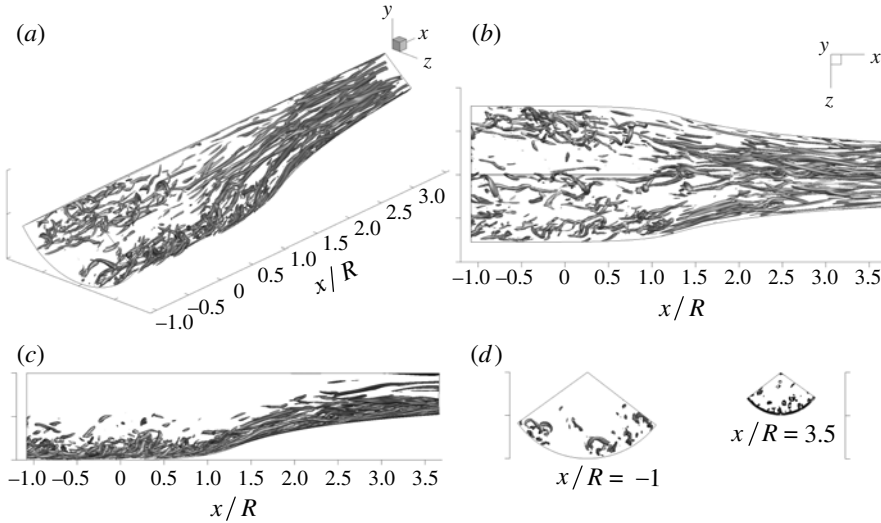 (a)
y
x
z
3.0
2.5
2.0
1.5
1.0
0.5
0
–0.5
–1.0
x/R
(b)
y
x
z
–1.0 –0.5 0 0.5 1.0 1.5 2.0 2.5 3.0 3.5
x/R
(c)
–1.0 –0.5 0 0.5 1.0 1.5 2.0 2.5 3.0 3.5
x/R
(d)
x/R = 3.5
x/R = –1